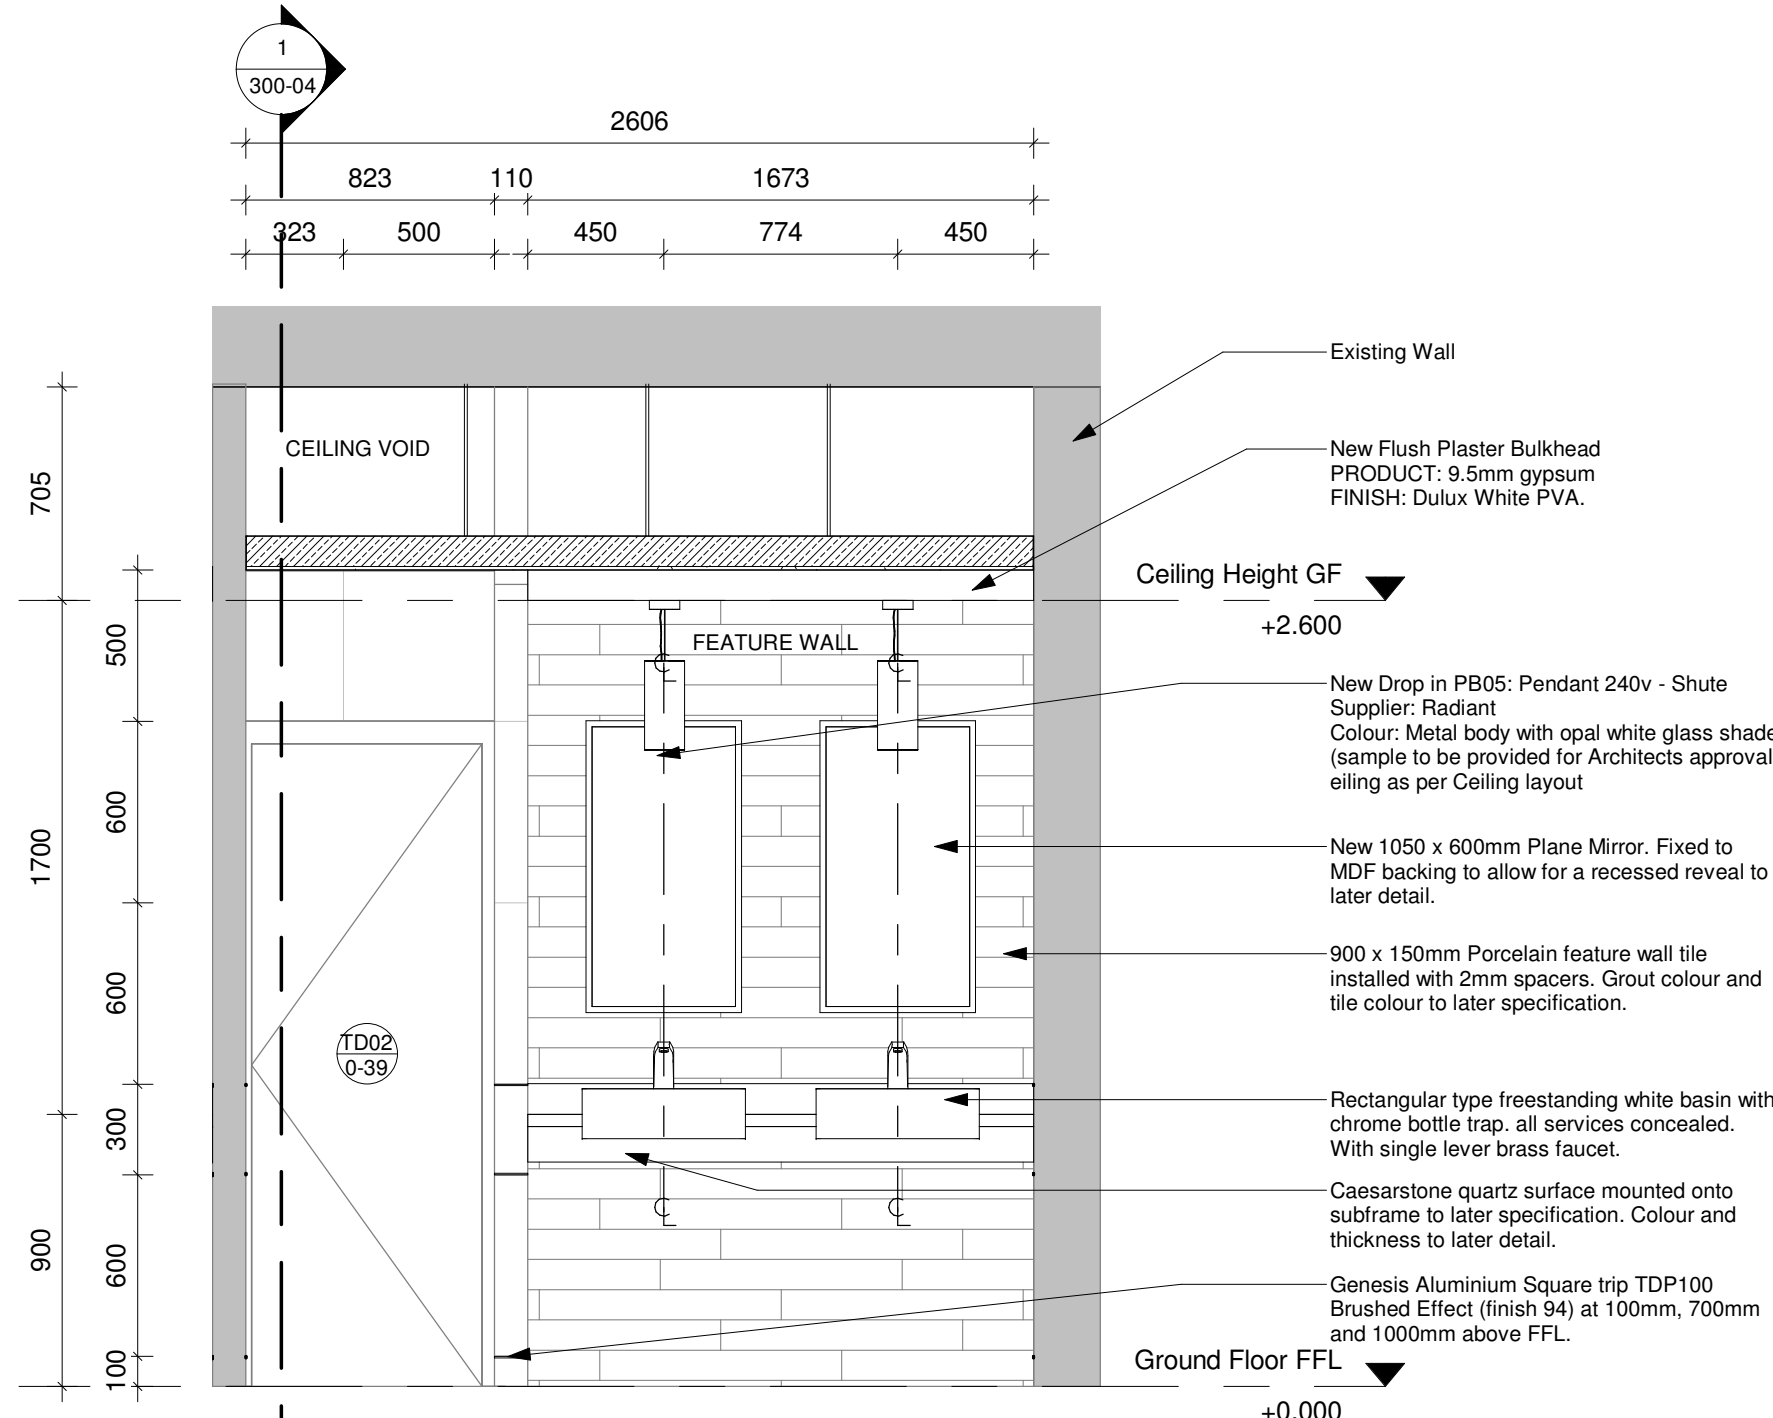 1
300-04
2606
823 110 1673
323 500 450 774 450
Existing Wall
CEILING VOID
New Flush Plaster Bulkhead
PRODUCT: 9.5mm gypsum
FINISH: Dulux White PVA.
705
Ceiling Height GF
+2.600
500
FEATURE WALL
New Drop in PB05: Pendant 240v - Shute
Supplier: Radiant
Colour: Metal body with opal white glass shade
(sample to be provided for Architects approval
eiling as per Ceiling layout
600
1700
New 1050 x 600mm Plane Mirror. Fixed to
MDF backing to allow for a recessed reveal to
later detail.
900 x 150mm Porcelain feature wall tile
installed with 2mm spacers. Grout colour and
tile colour to later specification.
600
TD02
0-39
300
Rectangular type freestanding white basin with
chrome bottle trap. all services concealed.
With single lever brass faucet.
Caesarstone quartz surface mounted onto
subframe to later specification. Colour and
thickness to later detail.
900
600
Genesis Aluminium Square trip TDP100
Brushed Effect (finish 94) at 100mm, 700mm
and 1000mm above FFL.
100
Ground Floor FFL
+0.000